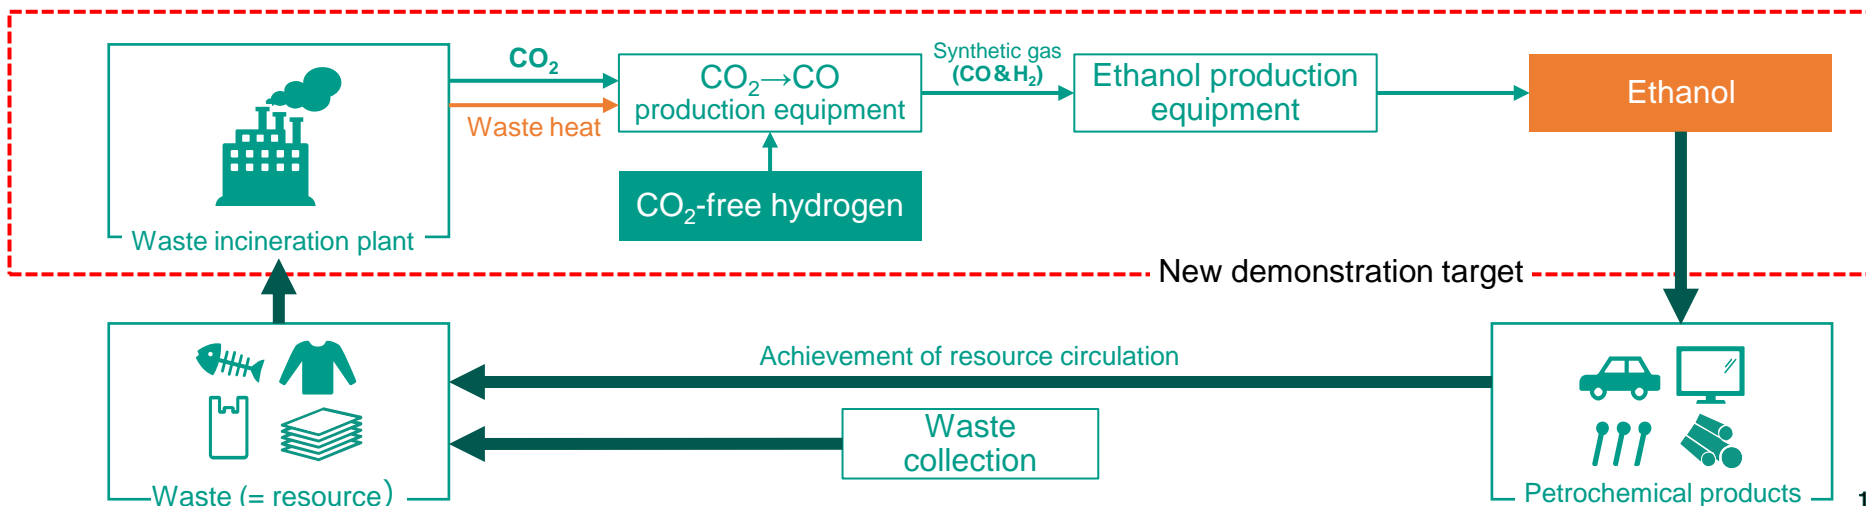 CO₂
Waste heat
CO₂→CO
production equipment
Synthetic gas
(CO&H₂)
Ethanol production
equipment
Ethanol
CO₂-free hydrogen
Waste incineration plant
New demonstration target
Achievement of resource circulation
Waste
collection
Waste (= resource)
Petrochemical products
1